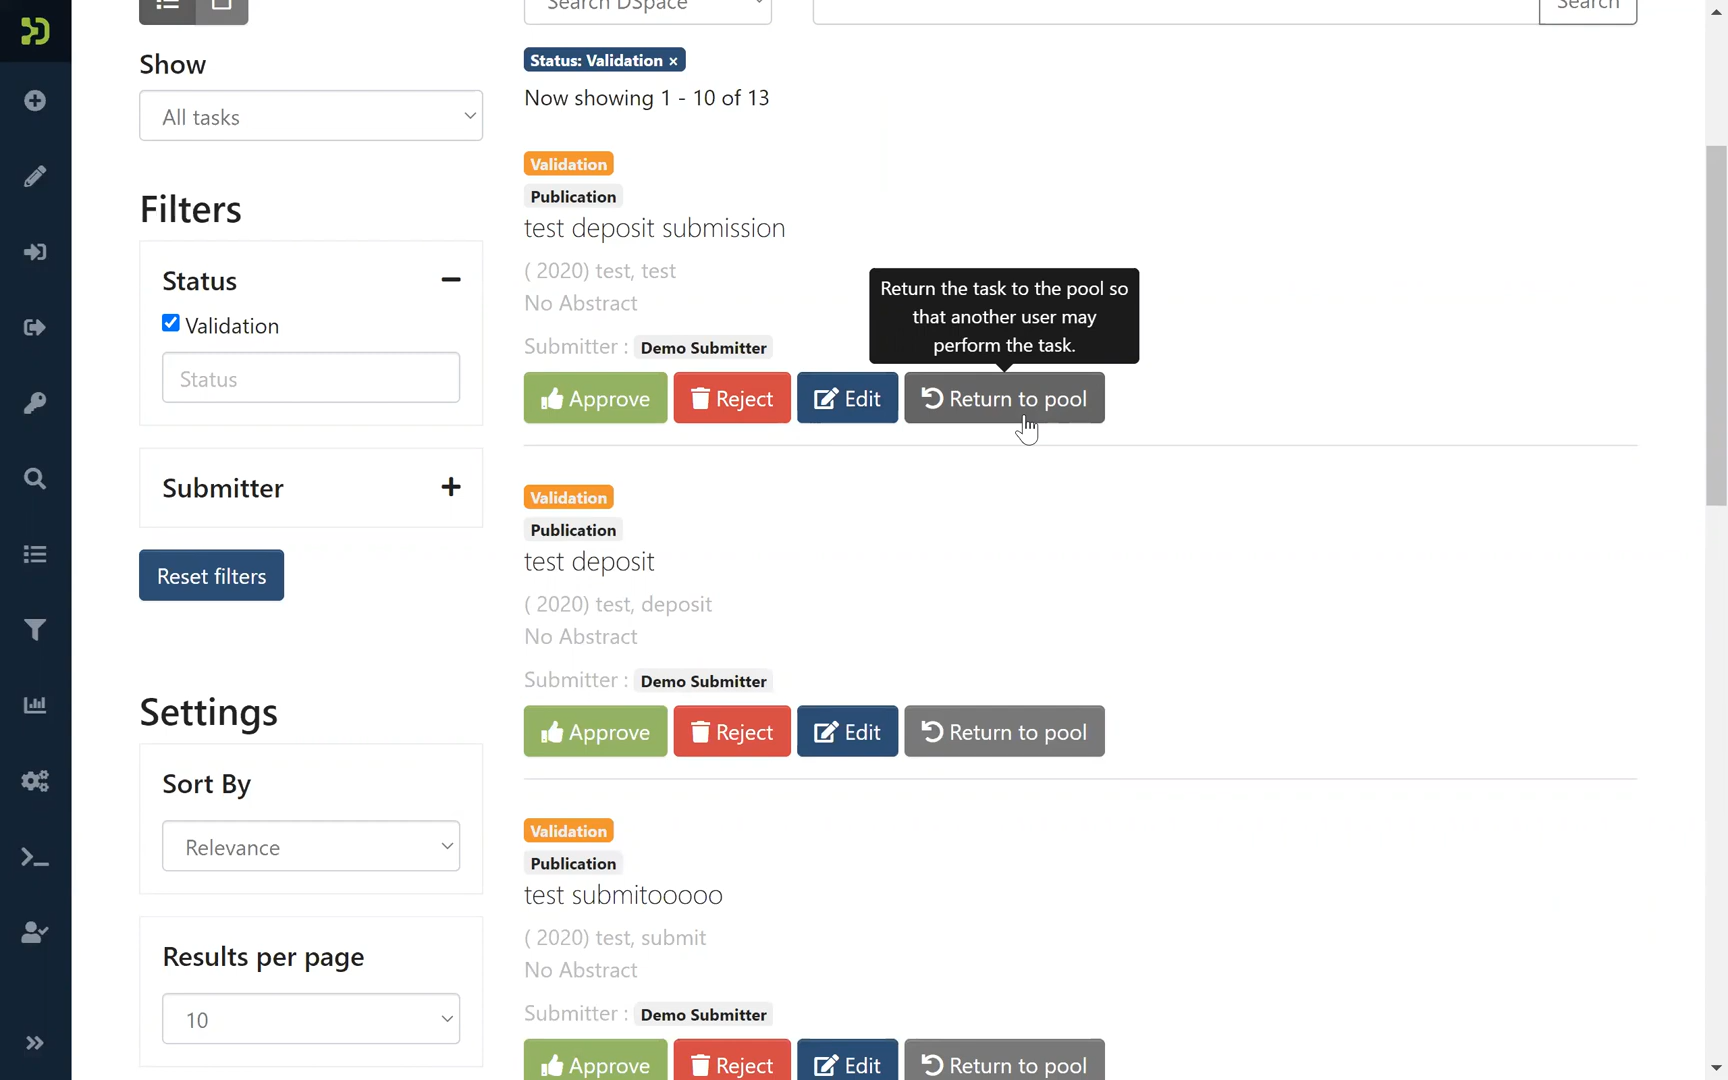 Search DSpace
Search
Show
All tasks
Filters
Status
Validation
Status
Submitter
Reset filters
Settings
Sort By
Relevance
Results per page
10
Status: Validation ×
Now showing 1 - 10 of 13
Validation
Publication
test deposit submission
( 2020) test, test
No Abstract
Submitter : Demo Submitter
Return the task to the pool so
that another user may
perform the task.
Approve Reject Edit Return to pool
Validation
Publication
test deposit
( 2020) test, deposit
No Abstract
Submitter : Demo Submitter
Approve Reject Edit Return to pool
Validation
Publication
test submitooooo
( 2020) test, submit
No Abstract
Submitter : Demo Submitter
Approve Reject Edit Return to pool